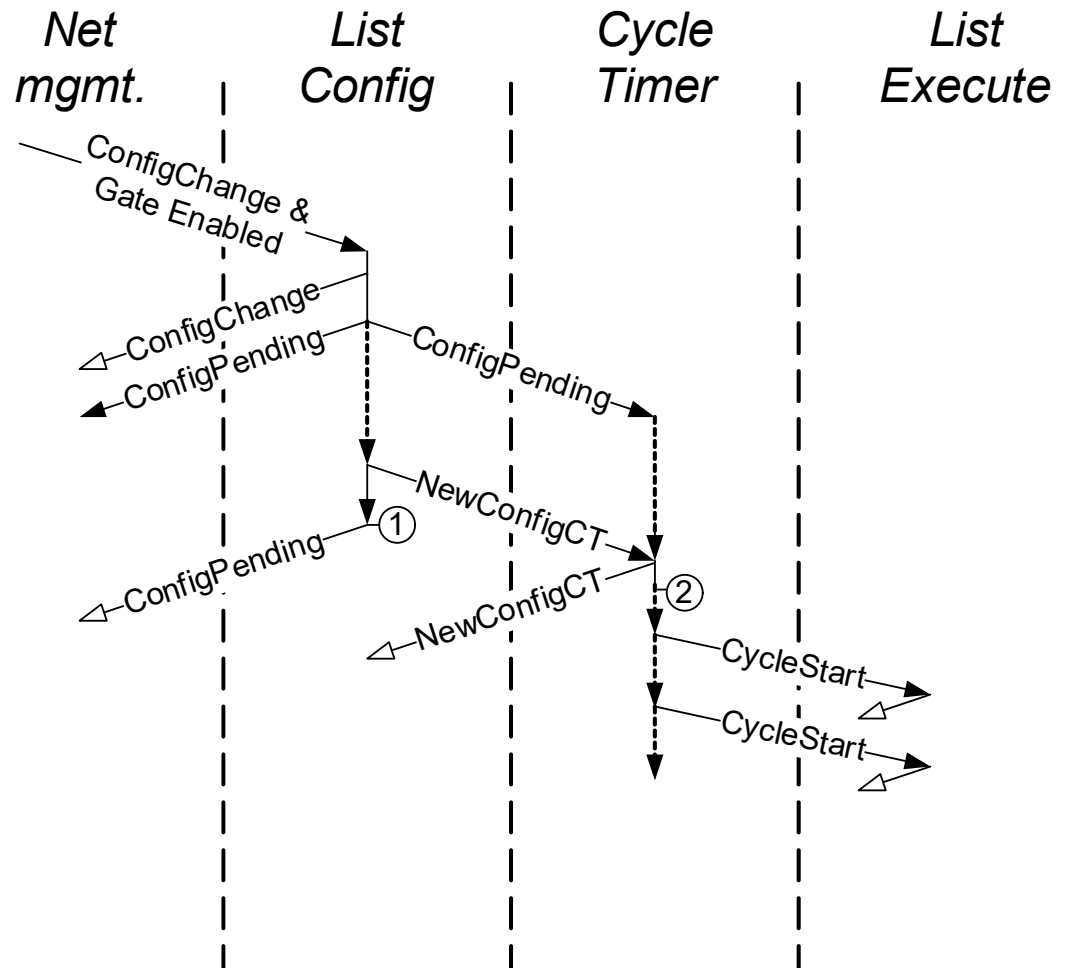 Net
mgmt.
List
Config
Cycle
Timer
List
Execute
ConfigChange &
Gate Enabled
ConfigChange
ConfigPending
ConfigPending
NewConfigCT
1
ConfigPending
NewConfigCT
2
CycleStart
CycleStart